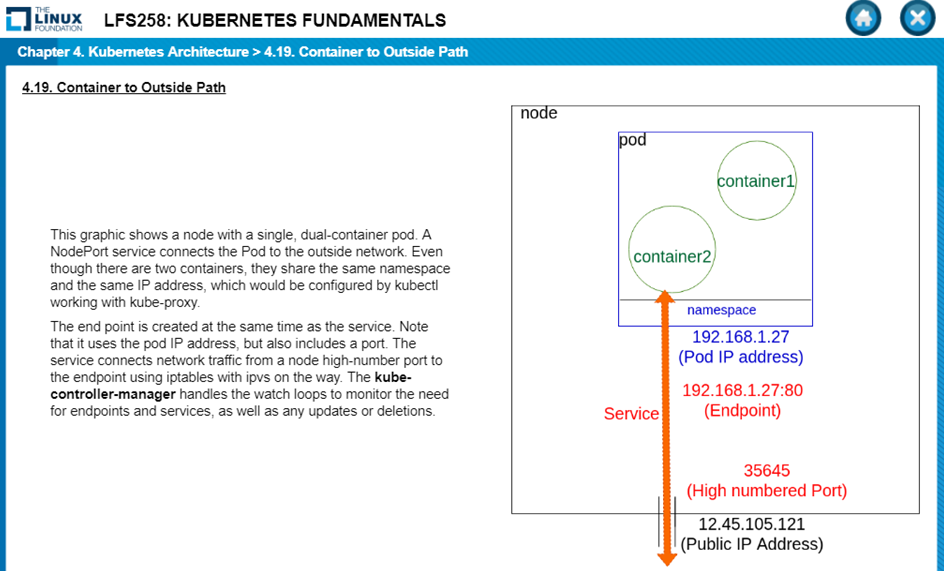 THE
LINUX
FOUNDATION
LFS258: KUBERNETES FUNDAMENTALS
Chapter 4. Kubernetes Architecture > 4.19. Container to Outside Path
4.19. Container to Outside Path
This graphic shows a node with a single, dual-container pod. A
NodePort service connects the Pod to the outside network. Even
though there are two containers, they share the same namespace
and the same IP address, which would be configured by kubectl
working with kube-proxy.
The end point is created at the same time as the service. Note
that it uses the pod IP address, but also includes a port. The
service connects network traffic from a node high-number port to
the endpoint using iptables with ipvs on the way. The kube-
controller-manager handles the watch loops to monitor the need
for endpoints and services, as well as any updates or deletions.
node
pod
container1
container2
namespace
192.168.1.27
(Pod IP address)
192.168.1.27:80
(Endpoint)
Service
35645
(High numbered Port)
12.45.105.121
(Public IP Address)